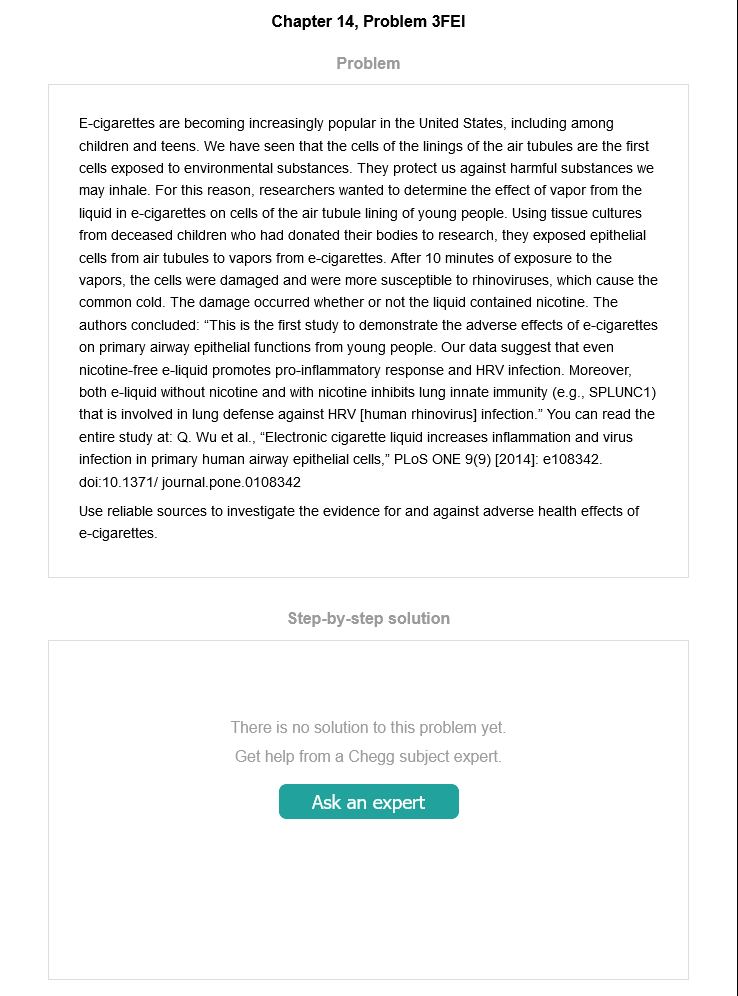 Chapter 14, Problem 3FEI
Problem
E-cigarettes are becoming increasingly popular in the United States, including among
children and teens. We have seen that the cells of the linings of the air tubules are the first
cells exposed to environmental substances. They protect us against harmful substances we
may inhale. For this reason, researchers wanted to determine the effect of vapor from the
liquid in e-cigarettes on cells of the air tubule lining of young people. Using tissue cultures
from deceased children who had donated their bodies to research, they exposed epithelial
cells from air tubules to vapors from e-cigarettes. After 10 minutes of exposure to the
vapors, the cells were damaged and were more susceptible to rhinoviruses, which cause the
common cold. The damage occurred whether or not the liquid contained nicotine. The
authors concluded: “This is the first study to demonstrate the adverse effects of e-cigarettes
on primary airway epithelial functions from young people. Our data suggest that even
nicotine-free e-liquid promotes pro-inflammatory response and HRV infection. Moreover,
both e-liquid without nicotine and with nicotine inhibits lung innate immunity (e.g., SPLUNC1)
that is involved in lung defense against HRV [human rhinovirus] infection.” You can read the
entire study at: Q. Wu et al., “Electronic cigarette liquid increases inflammation and virus
infection in primary human airway epithelial cells,” PLoS ONE 9(9) [2014]: e108342.
doi:10.1371/ journal.pone.0108342
Use reliable sources to investigate the evidence for and against adverse health effects of
e-cigarettes.
Step-by-step solution
There is no solution to this problem yet.
Get help from a Chegg subject expert.
Ask an expert